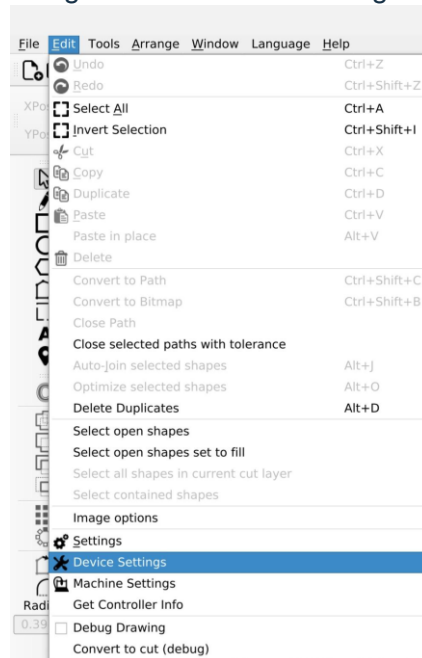 File Edit Tools Arrange Window Language Help
Undo Ctrl+Z
Redo Ctrl+Shift+Z
XPo
Select All Ctrl+A
YPo
Invert Selection Ctrl+Shift+I
Cut Ctrl+X
Copy Ctrl+C
Duplicate Ctrl+D
Paste Ctrl+V
Paste in place Alt+V
Delete
Convert to Path Ctrl+Shift+C
Convert to Bitmap Ctrl+Shift+B
Close Path
Close selected paths with tolerance
Auto-Join selected shapes Alt+J
Optimize selected shapes Alt+O
Delete Duplicates Alt+D
Select open shapes
Select open shapes set to fill
Select all shapes in current cut layer
Select contained shapes
Image options
Settings
Device Settings
Machine Settings
Radi
Get Controller Info
0.39
Debug Drawing
Convert to cut (debug)